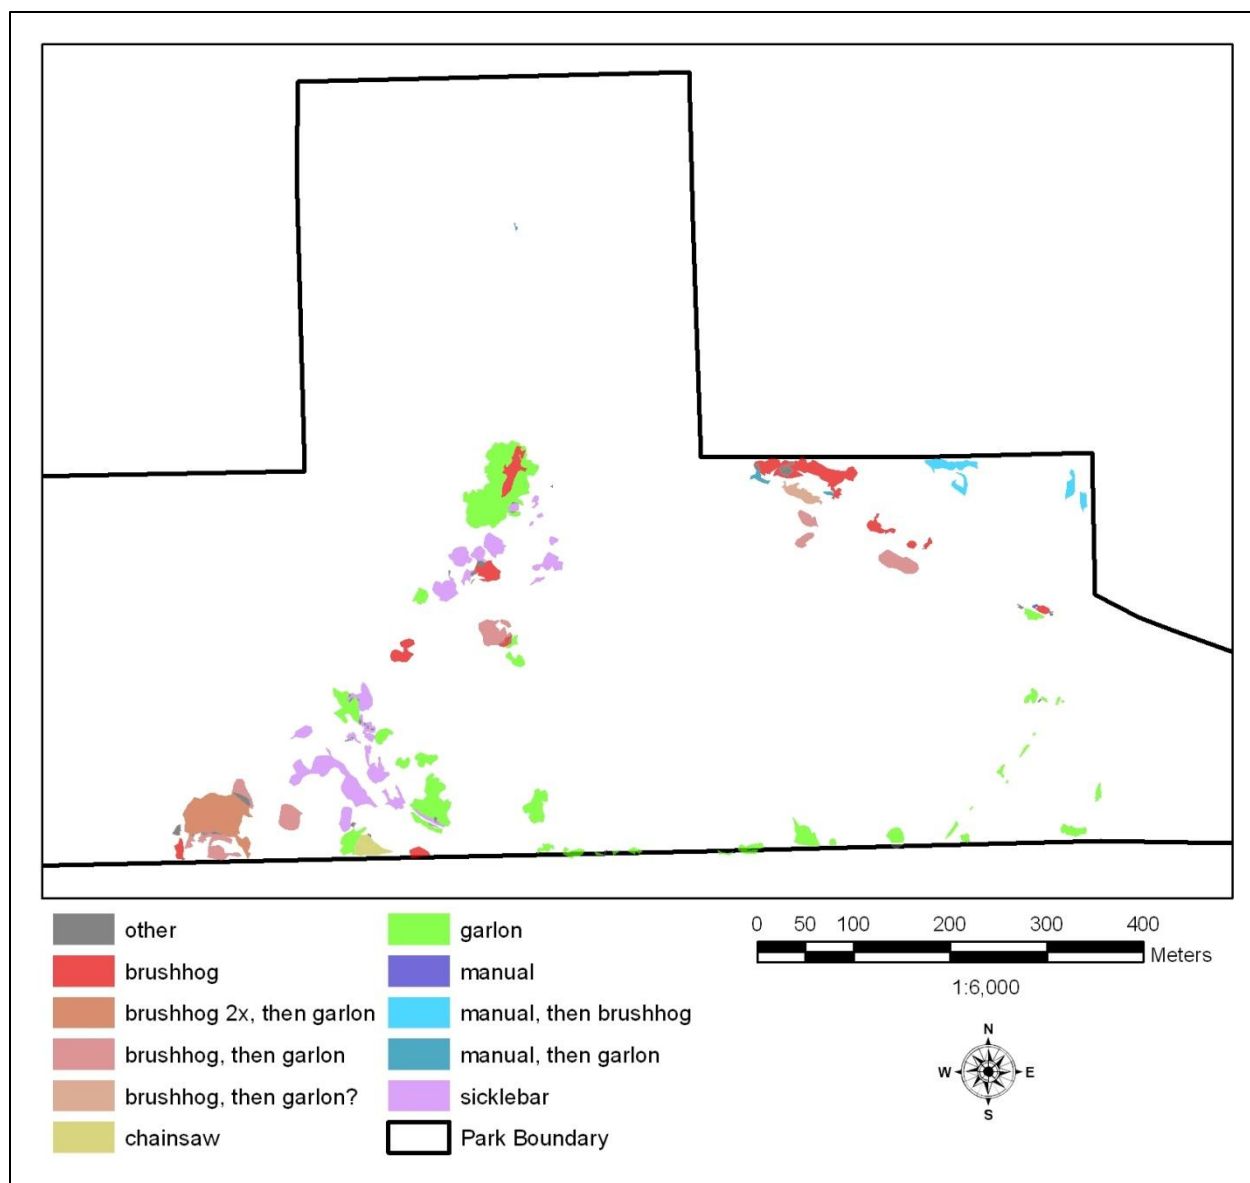 other
brushhog
brushhog 2x, then garlon
brushhog, then garlon
brushhog, then garlon?
chainsaw
garlon
manual
manual, then brushhog
manual, then garlon
sicklebar
Park Boundary
0 50 100 200 300 400
Meters
1:6,000
N
W E
S